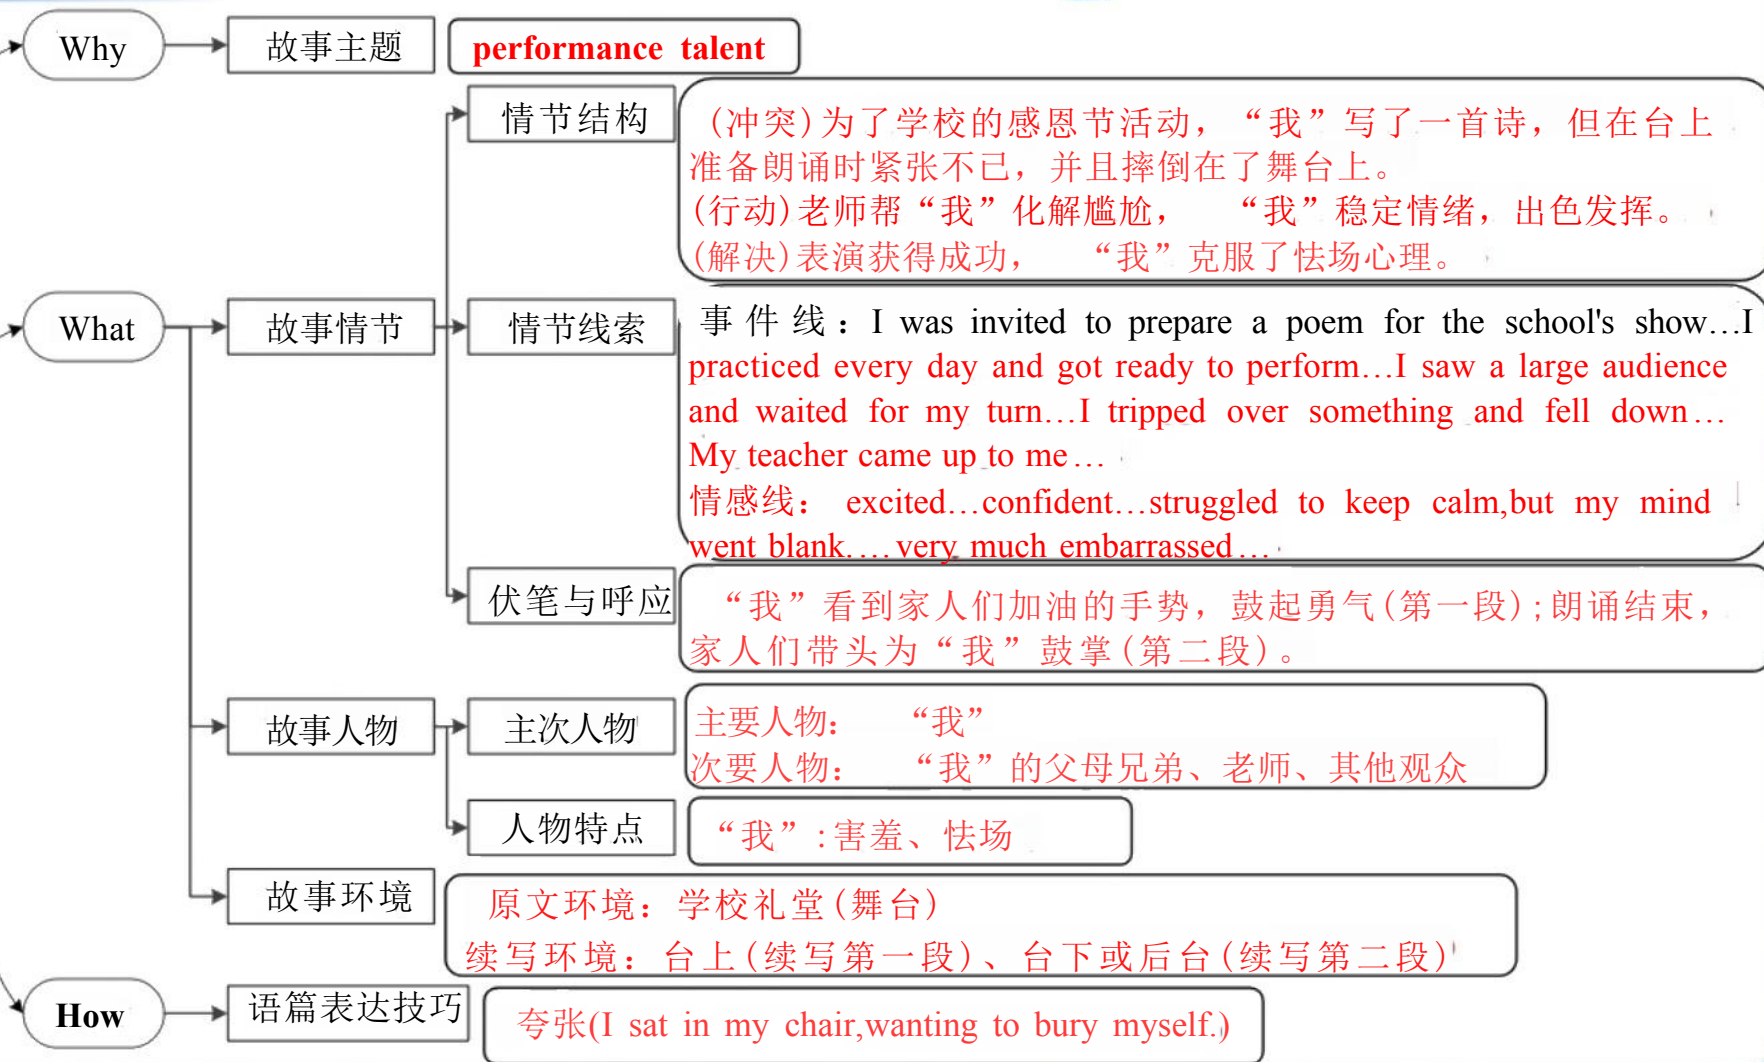 Why
故事主题
performance talent
情节结构
(冲突)为了学校的感恩节活动，“我”写了一首诗，但在台上
准备朗诵时紧张不已，并且摔倒在了舞台上。
(行动)老师帮“我”化解尴尬，“我”稳定情绪，出色发挥。
(解决)表演获得成功，“我”克服了怯场心理。
What
故事情节
情节线索
事件线：I was invited to prepare a poem for the school's show…I
practiced every day and got ready to perform…I saw a large audience
and waited for my turn…I tripped over something and fell down…
My teacher came up to me…
情感线： excited…confident…struggled to keep calm,but my mind
went blank.…very much embarrassed…
伏笔与呼应
“我”看到家人们加油的手势，鼓起勇气(第一段);朗诵结束，
家人们带头为“我”鼓掌(第二段)。
故事人物
主次人物
主要人物： “我”
次要人物： “我”的父母兄弟、老师、其他观众
人物特点
“我”:害羞、怯场
故事环境
原文环境：学校礼堂(舞台)
续写环境：台上(续写第一段)、台下或后台(续写第二段)
How
语篇表达技巧
夸张(I sat in my chair,wanting to bury myself.)